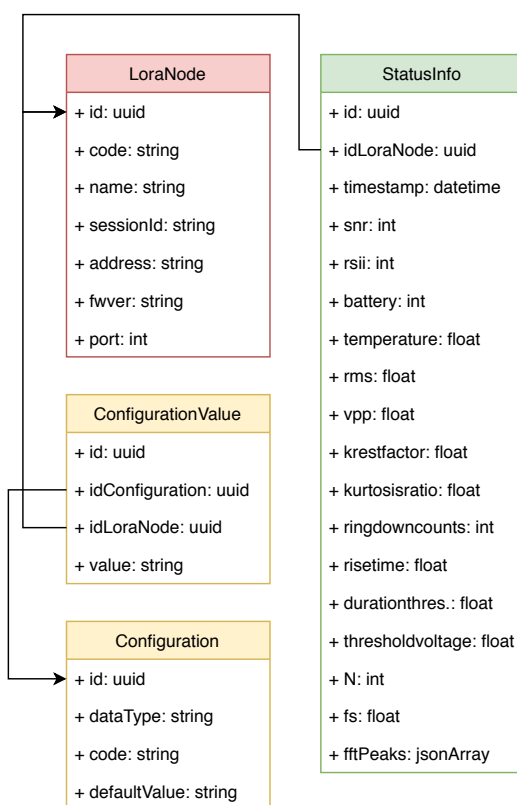 LoraNode
+ id: uuid
+ code: string
+ name: string
+ sessionId: string
+ address: string
+ fwver: string
+ port: int
ConfigurationValue
+ id: uuid
+ idConfiguration: uuid
+ idLoraNode: uuid
+ value: string
Configuration
+ id: uuid
+ dataType: string
+ code: string
+ defaultValue: string
StatusInfo
+ id: uuid
+ idLoraNode: uuid
+ timestamp: datetime
+ snr: int
+ rsii: int
+ battery: int
+ temperature: float
+ rms: float
+ vpp: float
+ krestfactor: float
+ kurtosisratio: float
+ ringdowncounts: int
+ risetime: float
+ durationthres.: float
+ thresholdvoltage: float
+ N: int
+ fs: float
+ fftPeaks: jsonArray